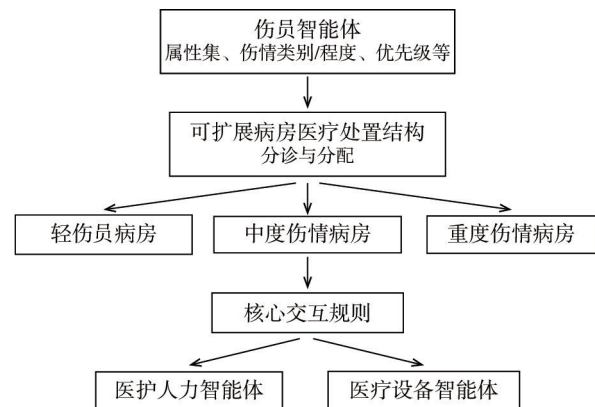 伤员智能体
属性集、伤情类别/程度、优先级等
可扩展病房医疗处置结构
分诊与分配
轻伤员病房
中度伤情病房
重度伤情病房
核心交互规则
医护人力智能体
医疗设备智能体